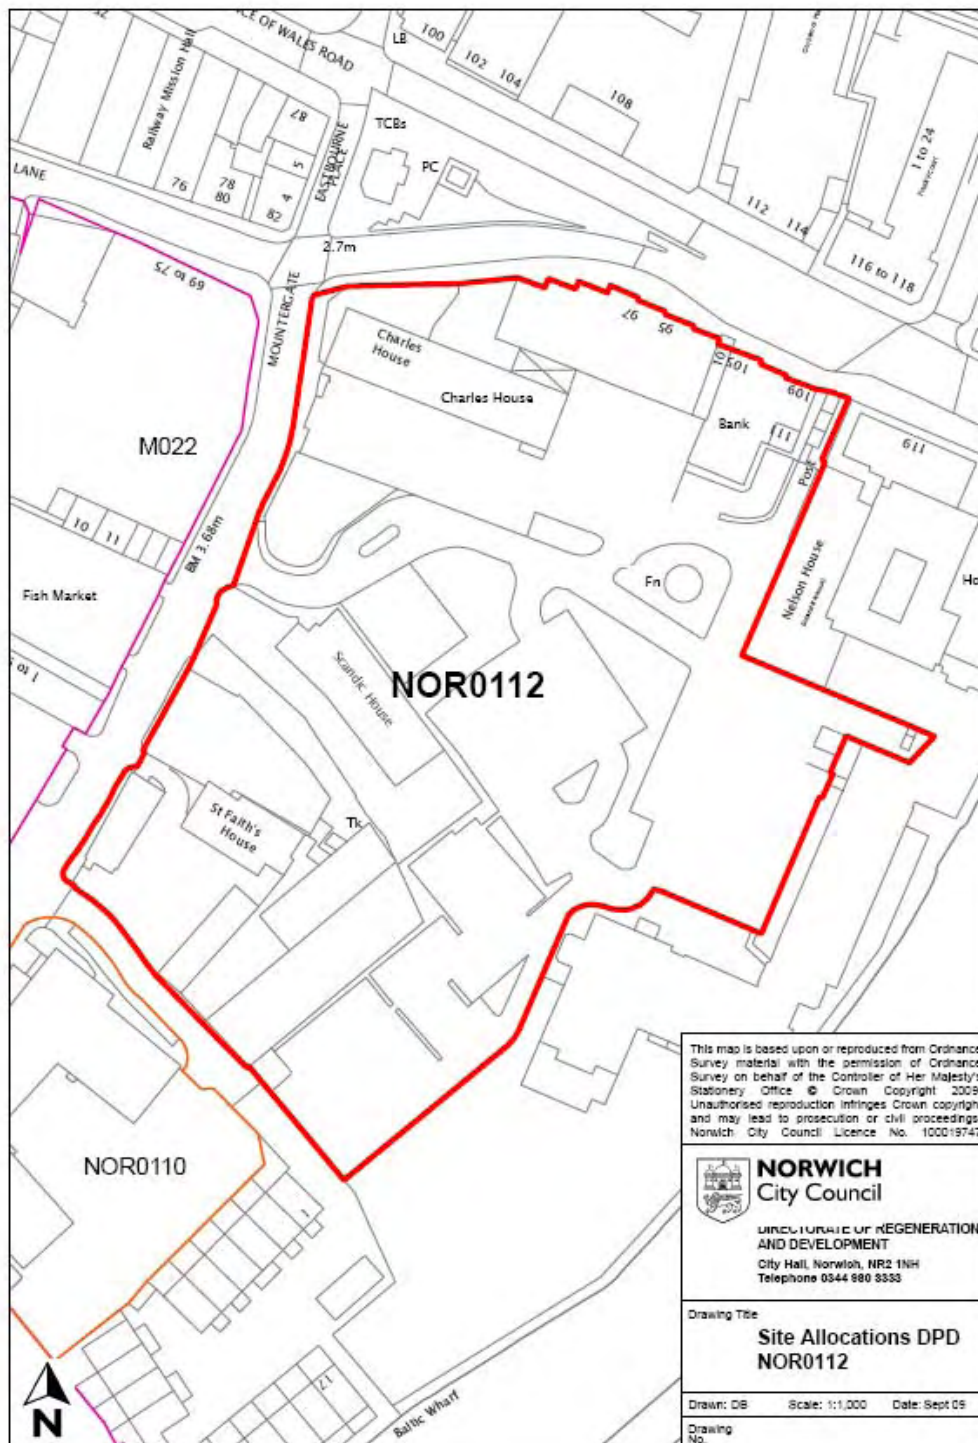 CE OF WALES ROAD
LB
100
102
104
108
Railway Mission Hall
87
5
4
TCBs
PC
EASTBOURNE
PLACE
LANE
76
78
80
82
112
114
1 to 24
116 to 118
2.7m
69 to 75
MOUNTERGATE
97
95
Charles
House
Charles House
101
105
109
Bank
111
119
Post
M022
10
11
BM 3.68m
Fish Market
Nelson House
Ho
Fn
Scandic House
NOR0112
St Faith's
House
Tk
NOR0110
1
17
Baltic Wharf
N
This map is based upon or reproduced from Ordnance
Survey material with the permission of Ordnance
Survey on behalf of the Controller of Her Majesty's
Stationery Office © Crown Copyright 2009.
Unauthorised reproduction infringes Crown copyright
and may lead to prosecution or civil proceedings.
Norwich City Council Licence No. 100019747
NORWICH
City Council
DIRECTORATE OF REGENERATION
AND DEVELOPMENT
City Hall, Norwich, NR2 1NH
Telephone 0344 980 3333
Drawing Title
Site Allocations DPD
NOR0112
Drawn: DB Scale: 1:1,000 Date: Sept 09
Drawing
No.